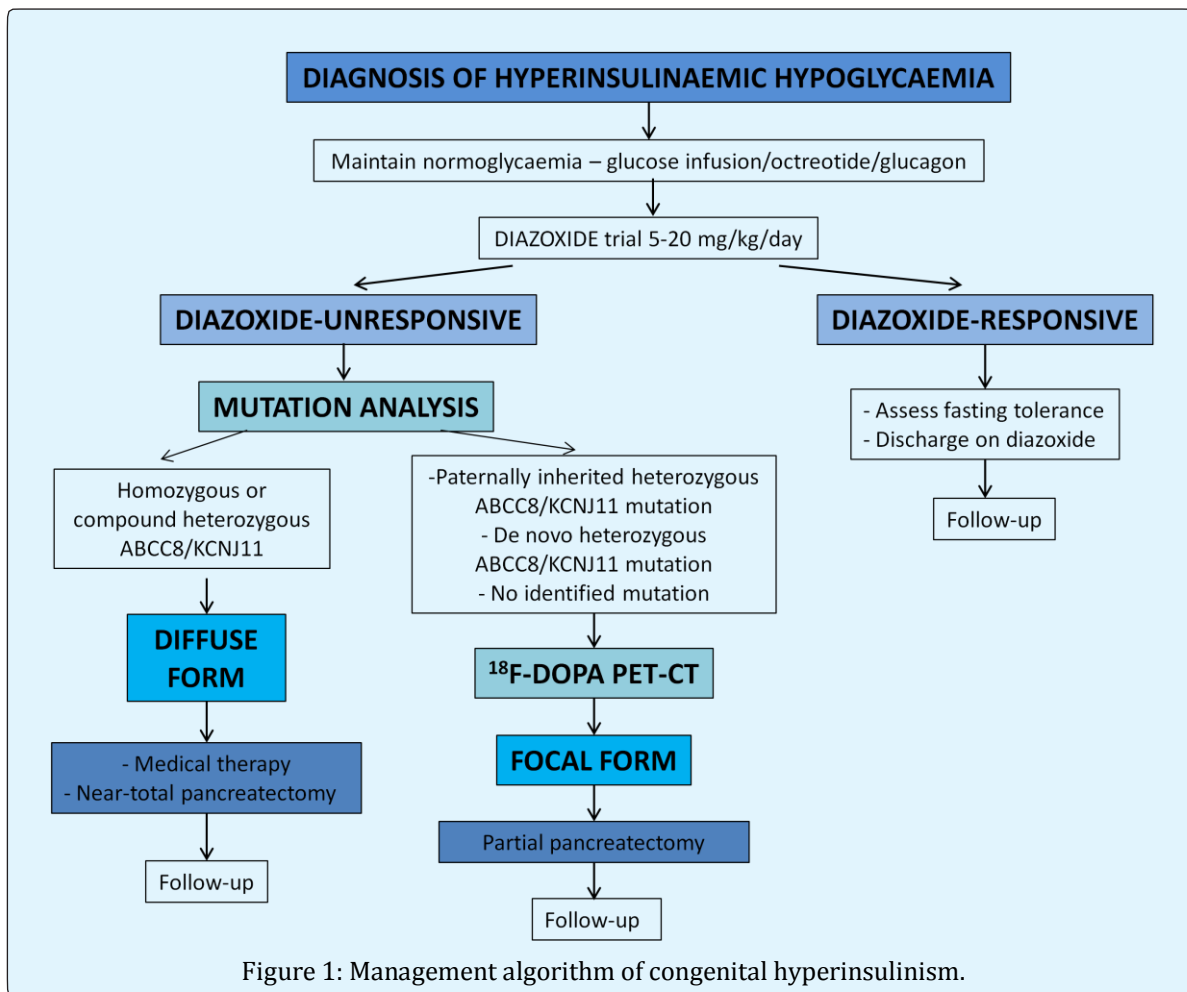 DIAGNOSIS OF HYPERINSULINAEMIC HYPOGLYCAEMIA
Maintain normoglycaemia – glucose infusion/octreotide/glucagon
DIAZOXIDE trial 5-20 mg/kg/day
DIAZOXIDE-UNRESPONSIVE
DIAZOXIDE-RESPONSIVE
MUTATION ANALYSIS
- Assess fasting tolerance
- Discharge on diazoxide
Homozygous or
compound heterozygous
ABCC8/KCNJ11
-Paternally inherited heterozygous
ABCC8/KCNJ11 mutation
- De novo heterozygous
ABCC8/KCNJ11 mutation
- No identified mutation
Follow-up
DIFFUSE
FORM
¹⁸F-DOPA PET-CT
- Medical therapy
- Near-total pancreatectomy
FOCAL FORM
Partial pancreatectomy
Follow-up
Follow-up
Figure 1: Management algorithm of congenital hyperinsulinism.